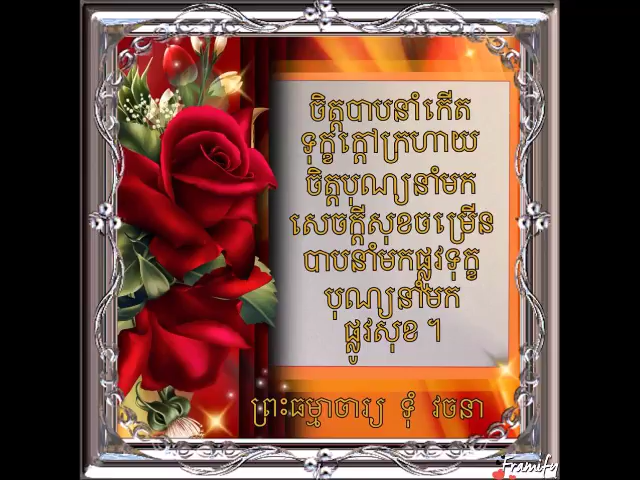 ចិត្តបាបនាំកើត
ទុក្ខក្ដៅក្រហាយ
ចិត្តបុណ្យនាំមក
សេចក្ដីសុខចម្រើន
បាបនាំមកផ្លូវទុក្ខ
បុណ្យនាំមក
ផ្លូវសុខ ។
ព្រះធម្មាចារ្យ ទុំ វចនា
Framify